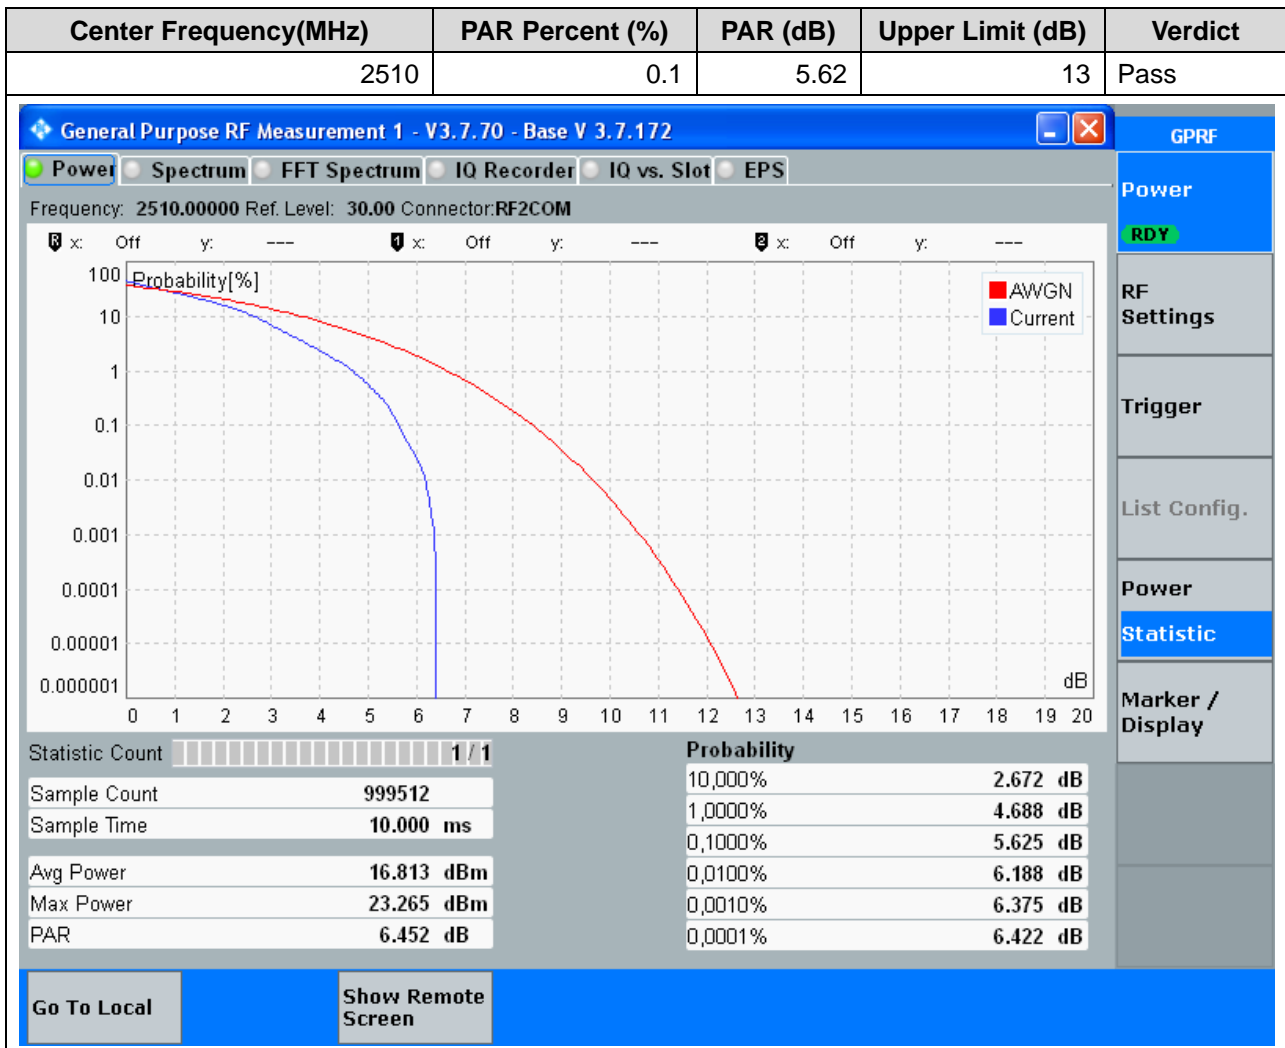 Center Frequency(MHz) PAR Percent (%) PAR (dB) Upper Limit (dB) Verdict
2510 0.1 5.62 13 Pass
General Purpose RF Measurement 1 - V3.7.70 - Base V 3.7.172
GPRF
Power Spectrum FFT Spectrum IQ Recorder IQ vs. Slot EPS
Frequency: 2510.00000 Ref. Level: 30.00 Connector:RF2COM
R x: Off y: --- 1 x: Off y: --- 2 x: Off y: ---
Probability[%]
AWGN
Current
100
10
1
0.1
0.01
0.001
0.0001
0.00001
0.000001
dB
0 1 2 3 4 5 6 7 8 9 10 11 12 13 14 15 16 17 18 19 20
Power
RDY
RF
Settings
Trigger
List Config.
Power
Statistic
Marker /
Display
Statistic Count 1 / 1
Sample Count 999512
Sample Time 10.000 ms
Avg Power 16.813 dBm
Max Power 23.265 dBm
PAR 6.452 dB
Probability
10,000% 2.672 dB
1,0000% 4.688 dB
0,1000% 5.625 dB
0,0100% 6.188 dB
0,0010% 6.375 dB
0,0001% 6.422 dB
Go To Local
Show Remote
Screen